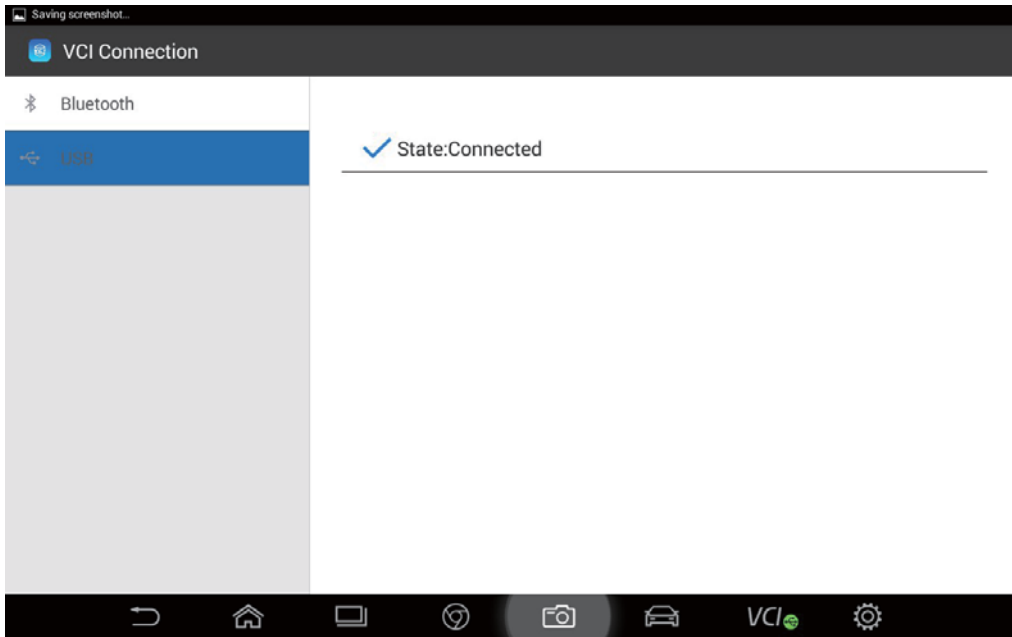 Saving screenshot...
VCI Connection
Bluetooth
USB
State:Connected
VCI